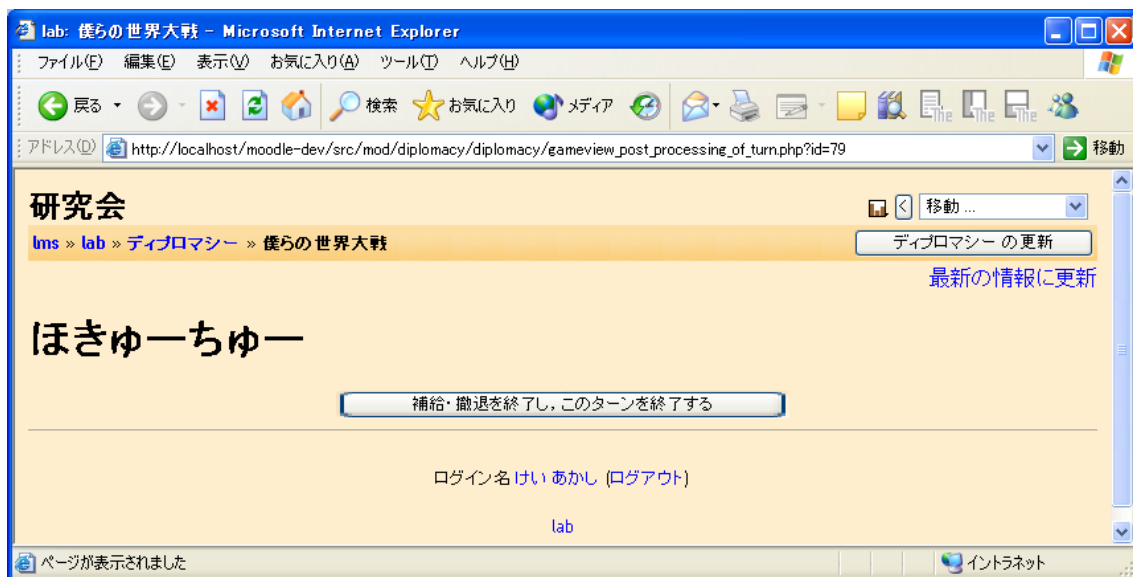 lab: 僕らの世界大戦 - Microsoft Internet Explorer
ファイル(F) 編集(E) 表示(V) お気に入り(A) ツール(T) ヘルプ(H)
戻る 検索 お気に入り メディア The The The
アドレス(D) http://localhost/moodle-dev/src/mod/diplomacy/diplomacy/gameview_post_processing_of_turn.php?id=79 移動
研究会 < 移動 ...
lms » lab » ディプロマシー » 僕らの世界大戦 ディプロマシー の更新
最新の情報に更新
ほきゅーちゅー
補給・撤退を終了し，このターンを終了する
ログイン名 けい あかし (ログアウト)
lab
ページが表示されました イントラネット